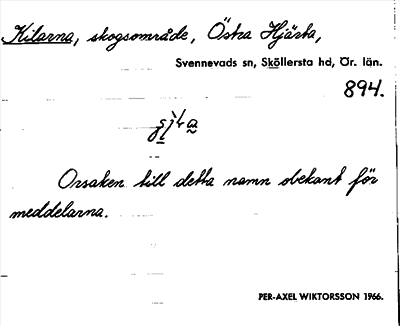 Kilarna, skogsområde, Östra Hjärta,
Svennevads sn, Sköllersta hd, Ör. län.
894.
Orsaken till detta namn obekant för
meddelarna.
PER-AXEL WIKTORSSON 1966.